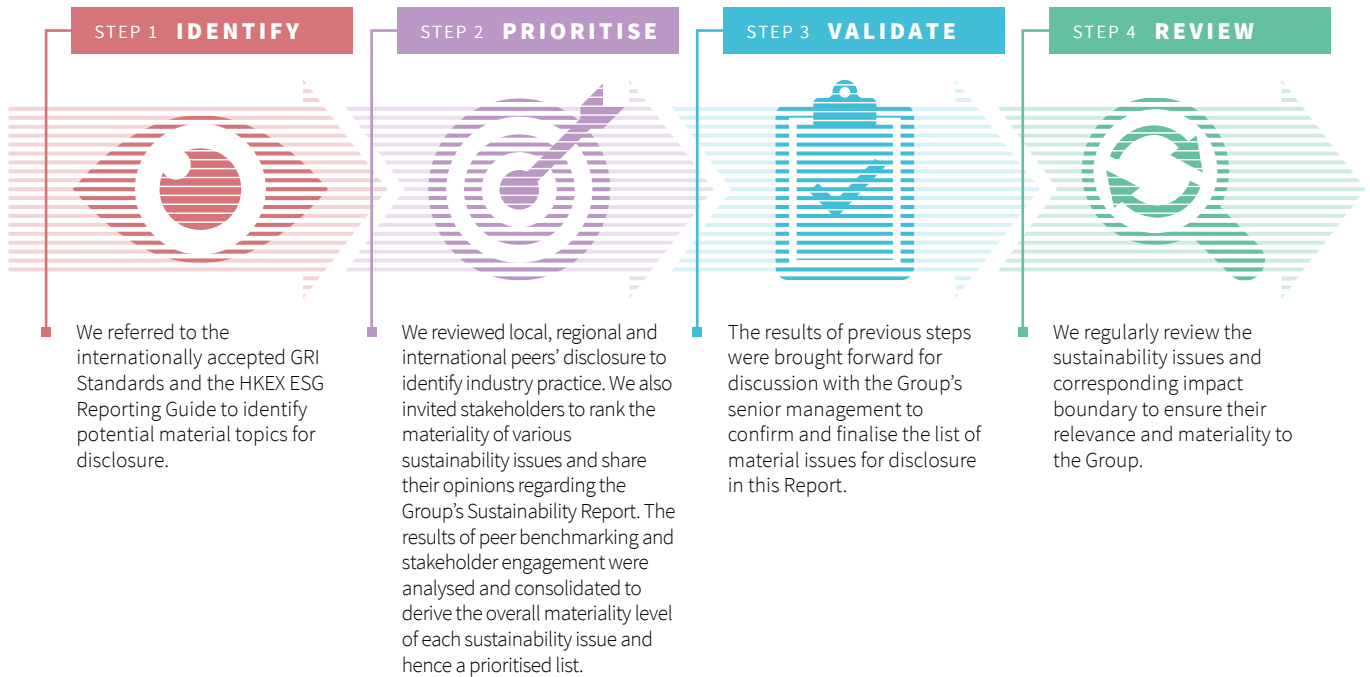 STEP 1 IDENTIFY
We referred to the
internationally accepted GRI
Standards and the HKEX ESG
Reporting Guide to identify
potential material topics for
disclosure.
STEP 2 PRIORITISE
We reviewed local, regional and
international peers’ disclosure to
identify industry practice. We also
invited stakeholders to rank the
materiality of various
sustainability issues and share
their opinions regarding the
Group’s Sustainability Report. The
results of peer benchmarking and
stakeholder engagement were
analysed and consolidated to
derive the overall materiality level
of each sustainability issue and
hence a prioritised list.
STEP 3 VALIDATE
The results of previous steps
were brought forward for
discussion with the Group’s
senior management to
confirm and finalise the list of
material issues for disclosure
in this Report.
STEP 4 REVIEW
We regularly review the
sustainability issues and
corresponding impact
boundary to ensure their
relevance and materiality to
the Group.